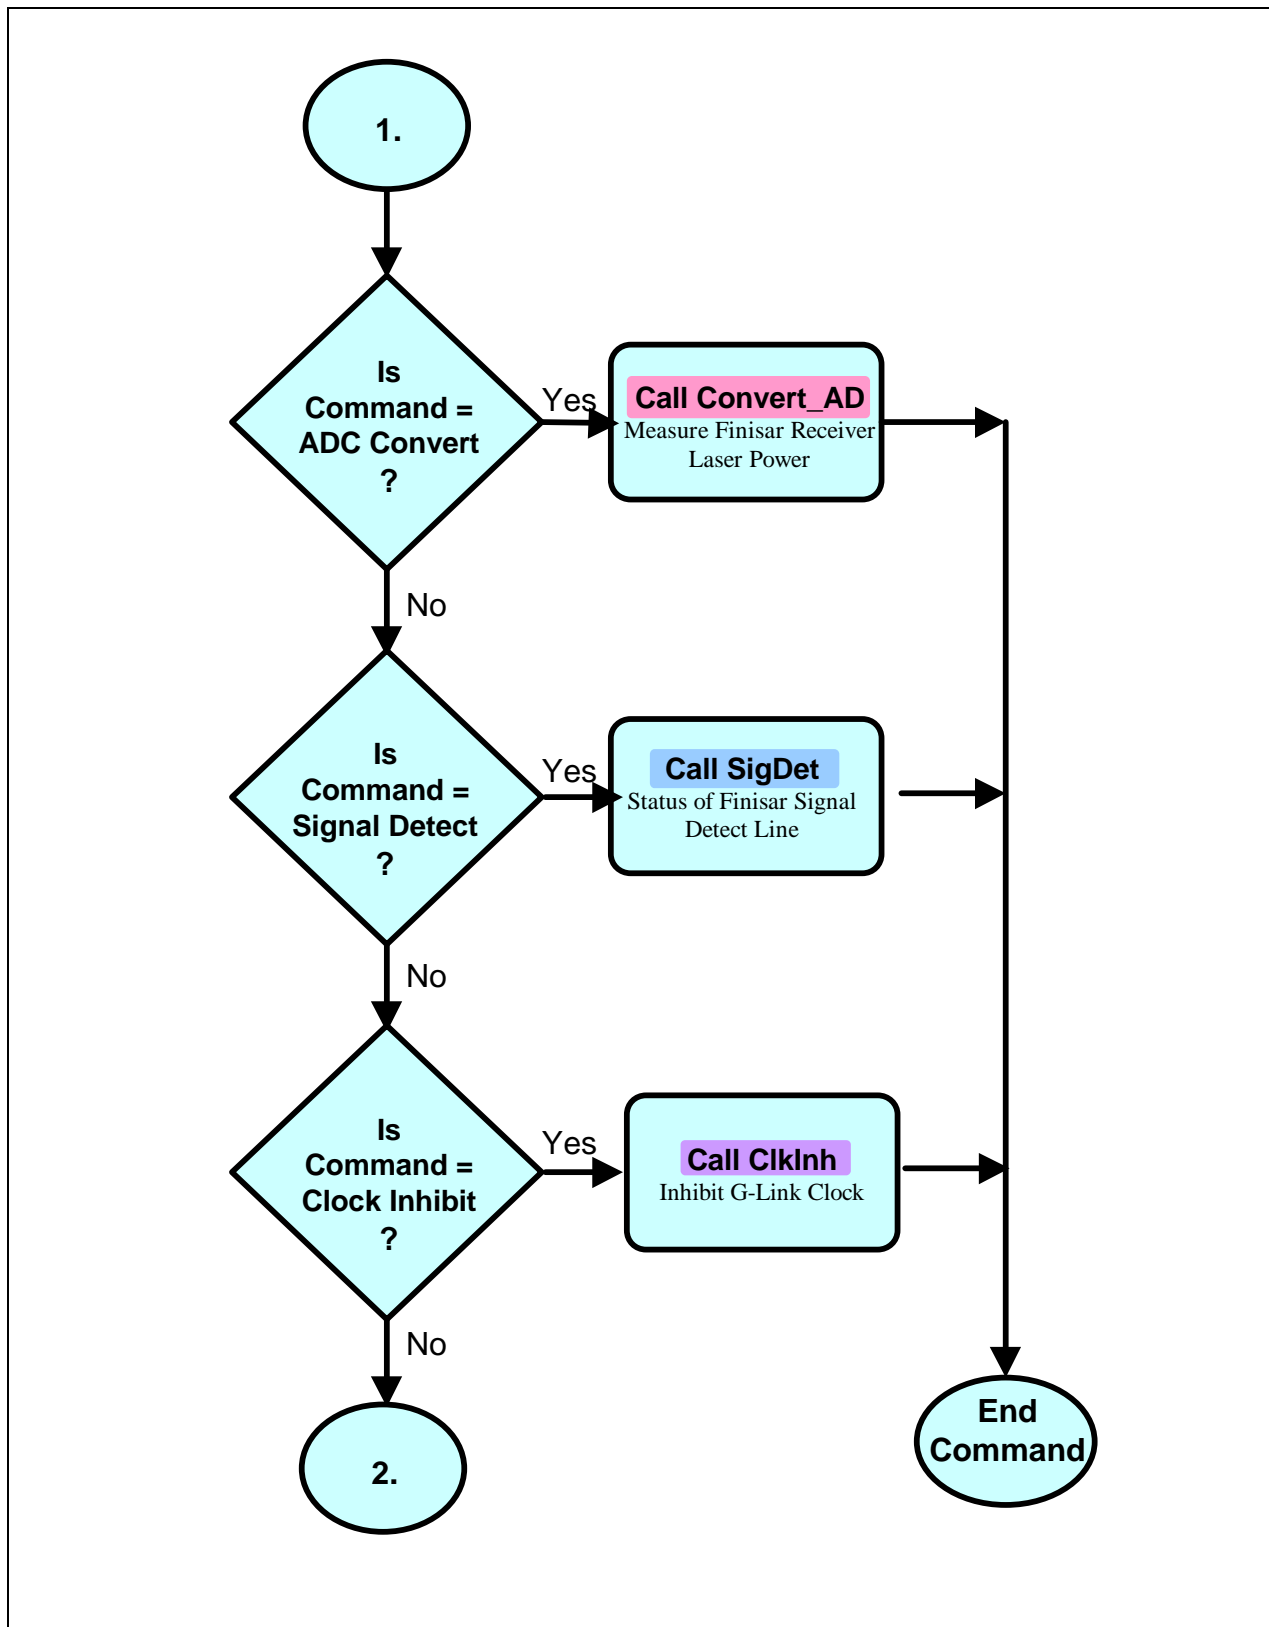 1.
Is
Command =
ADC Convert
?
Yes
Call Convert_AD
Measure Finisar Receiver
Laser Power
No
Is
Command =
Signal Detect
?
Yes
Call SigDet
Status of Finisar Signal
Detect Line
No
Is
Command =
Clock Inhibit
?
Yes
Call ClkInh
Inhibit G-Link Clock
No
2.
End
Command